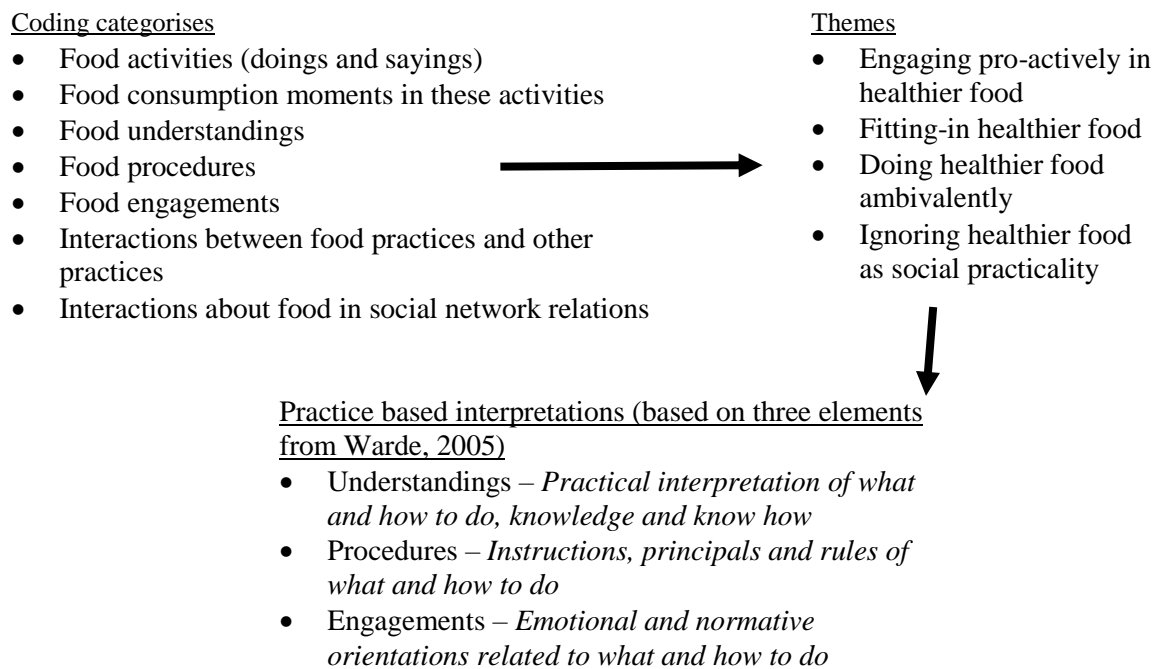 Coding categorises
• Food activities (doings and sayings)
• Food consumption moments in these activities
• Food understandings
• Food procedures
• Food engagements
• Interactions between food practices and other
practices
• Interactions about food in social network relations
Themes
• Engaging pro-actively in
healthier food
• Fitting-in healthier food
• Doing healthier food
ambivalently
• Ignoring healthier food
as social practicality
Practice based interpretations (based on three elements
from Warde, 2005)
• Understandings – Practical interpretation of what
and how to do, knowledge and know how
• Procedures – Instructions, principals and rules of
what and how to do
• Engagements – Emotional and normative
orientations related to what and how to do